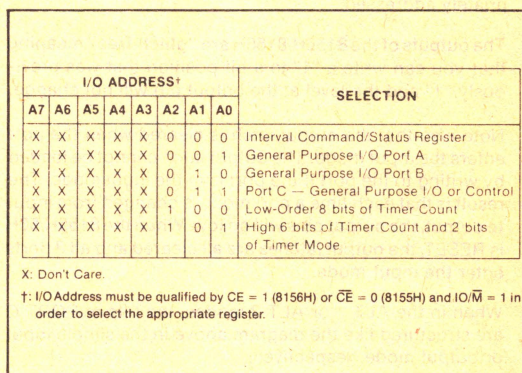 I/O ADDRESS† SELECTION
A7 A6 A5 A4 A3 A2 A1 A0
X X X X X 0 0 0 Interval Command/Status Register
X X X X X 0 0 1 General Purpose I/O Port A
X X X X X 0 1 0 General Purpose I/O Port B
X X X X X 0 1 1 Port C — General Purpose I/O or Control
X X X X X 1 0 0 Low-Order 8 bits of Timer Count
X X X X X 1 0 1 High 6 bits of Timer Count and 2 bits
of Timer Mode
X: Don't Care.
†: I/O Address must be qualified by CE = 1 (8156H) or C̅E̅ = 0 (8155H) and IO/M̅ = 1 in
order to select the appropriate register.